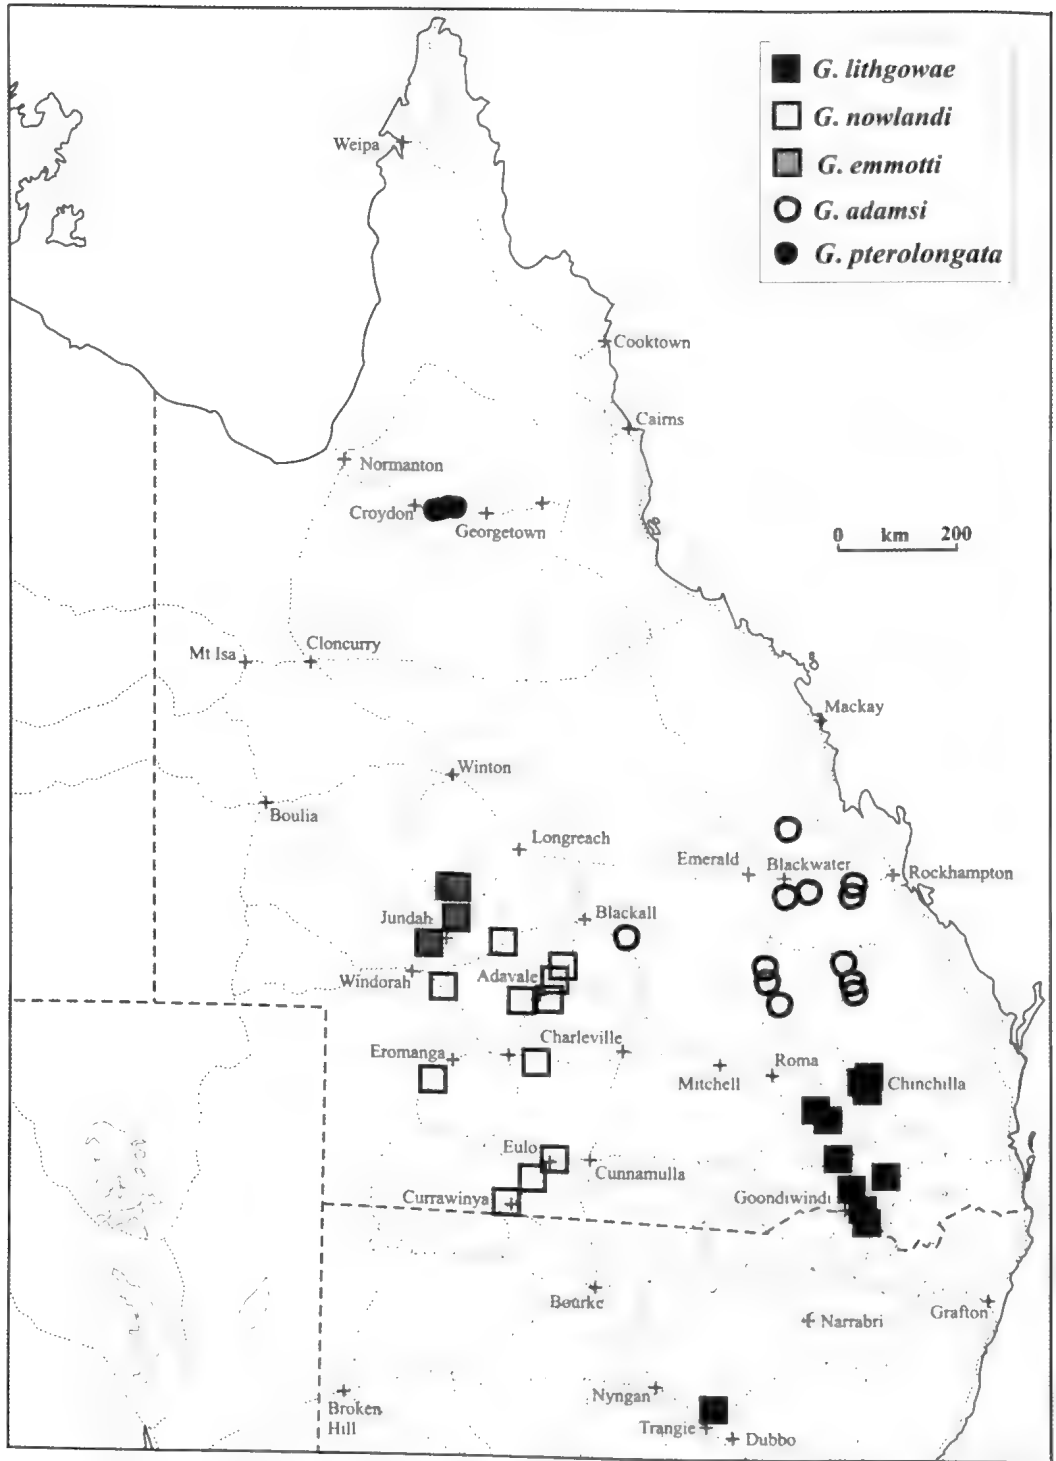 G. lithgowae
G. nowlandi
G. emmotti
G. adamsi
G. pterolongata
Weipa
Cooktown
Cairns
Normanton
Croydon
Georgetown
0 km 200
Mt Isa
Cloncurry
Mackay
Winton
Boulia
Longreach
Emerald
Blackwater
Rockhampton
Jundah
Blackall
Windorah
Adavale
Eromanga
Charleville
Mitchell
Roma
Chinchilla
Eulo
Cunnamulla
Currawinya
Goondiwindi
Bourke
Narrabri
Grafton
Broken
Hill
Nyngan
Trangie
Dubbo